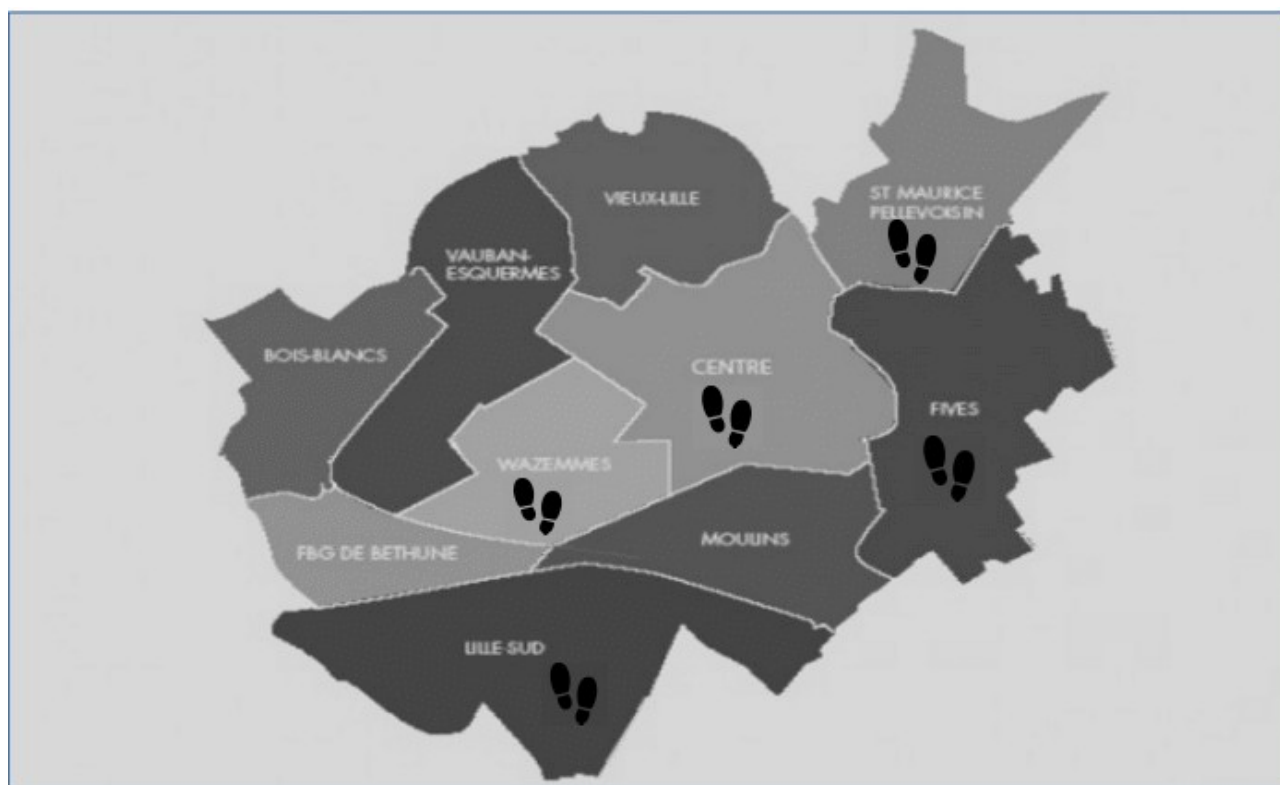 ST MAURICE
PELLEVOISIN
VIEUX-LILLE
VAUBAN-
ESQUERMES
BOIS-BLANCS
CENTRE
FIVES
WAZEMMES
MOULINS
FBG DE BETHUNE
LILLE-SUD